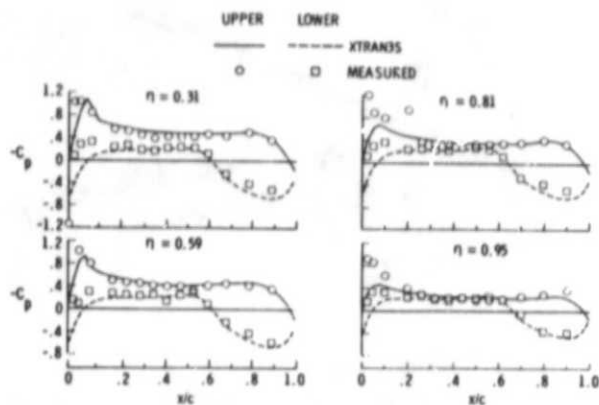 UPPER LOWER
XTRAN3S
MEASURED
η = 0.31
1.2
.8
.4
-Cp
0
-.4
-.8
-1.2
η = 0.81
η = 0.59
1.2
.8
.4
-Cp
0
-.4
-.8
0 .2 .4 .6 .8 1.0
x/c
η = 0.95
0 .2 .4 .6 .8 1.0
x/c